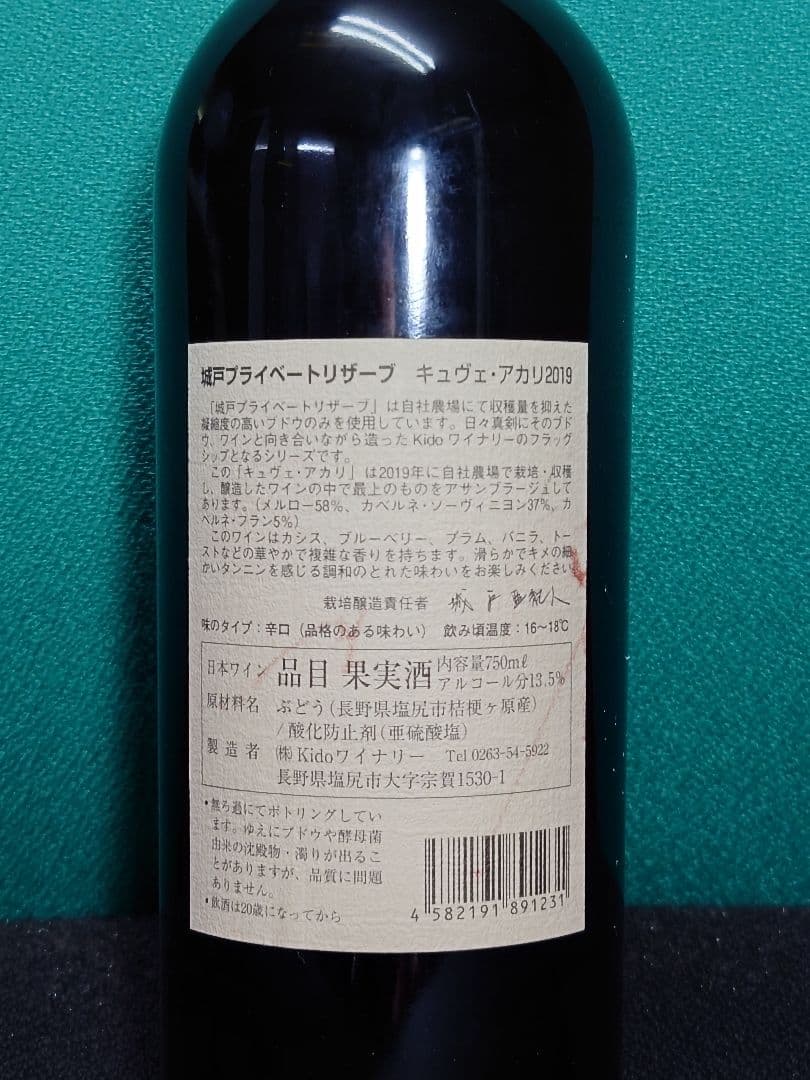 城戸プライベートリザーブ　キュヴェ・アカリ2019
「城戸プライベートリザーブ」は自社農場にて収穫量を抑えた
凝縮度の高いブドウのみを使用しています。日々真剣にそのブド
ウ、ワインと向き合いながら造ったKidoワイナリーのフラッグ
シップとなるシリーズです。
この「キュヴェ・アカリ」は2019年に自社農場で栽培・収穫
し、醸造したワインの中で最上のものをアサンブラージュして
あります。（メルロー58％、カベルネ・ソーヴィニヨン37％、カ
ベルネ・フラン5％）
このワインはカシス、ブルーベリー、プラム、バニラ、トー
ストなどの華やかで複雑な香りを持ちます。滑らかでキメの細
かいタンニンを感じる調和のとれた味わいをお楽しみください
栽培醸造責任者　城戸亜紀人
味のタイプ：辛口（品格のある味わい）　飲み頃温度：16～18℃
日本ワイン　品目 果実酒　内容量750mℓ
アルコール分13.5%
原材料名　ぶどう（長野県塩尻市桔梗ヶ原産）
/酸化防止剤（亜硫酸塩）
製造者　㈱Kidoワイナリー　Tel 0263-54-5922
長野県塩尻市大字宗賀1530-1
・無ろ過にてボトリングしてい
ます。ゆえにブドウや酵母菌
由来の沈殿物・濁りが出るこ
とがありますが、品質に問題
ありません。
・飲酒は20歳になってから
4 582191 891231